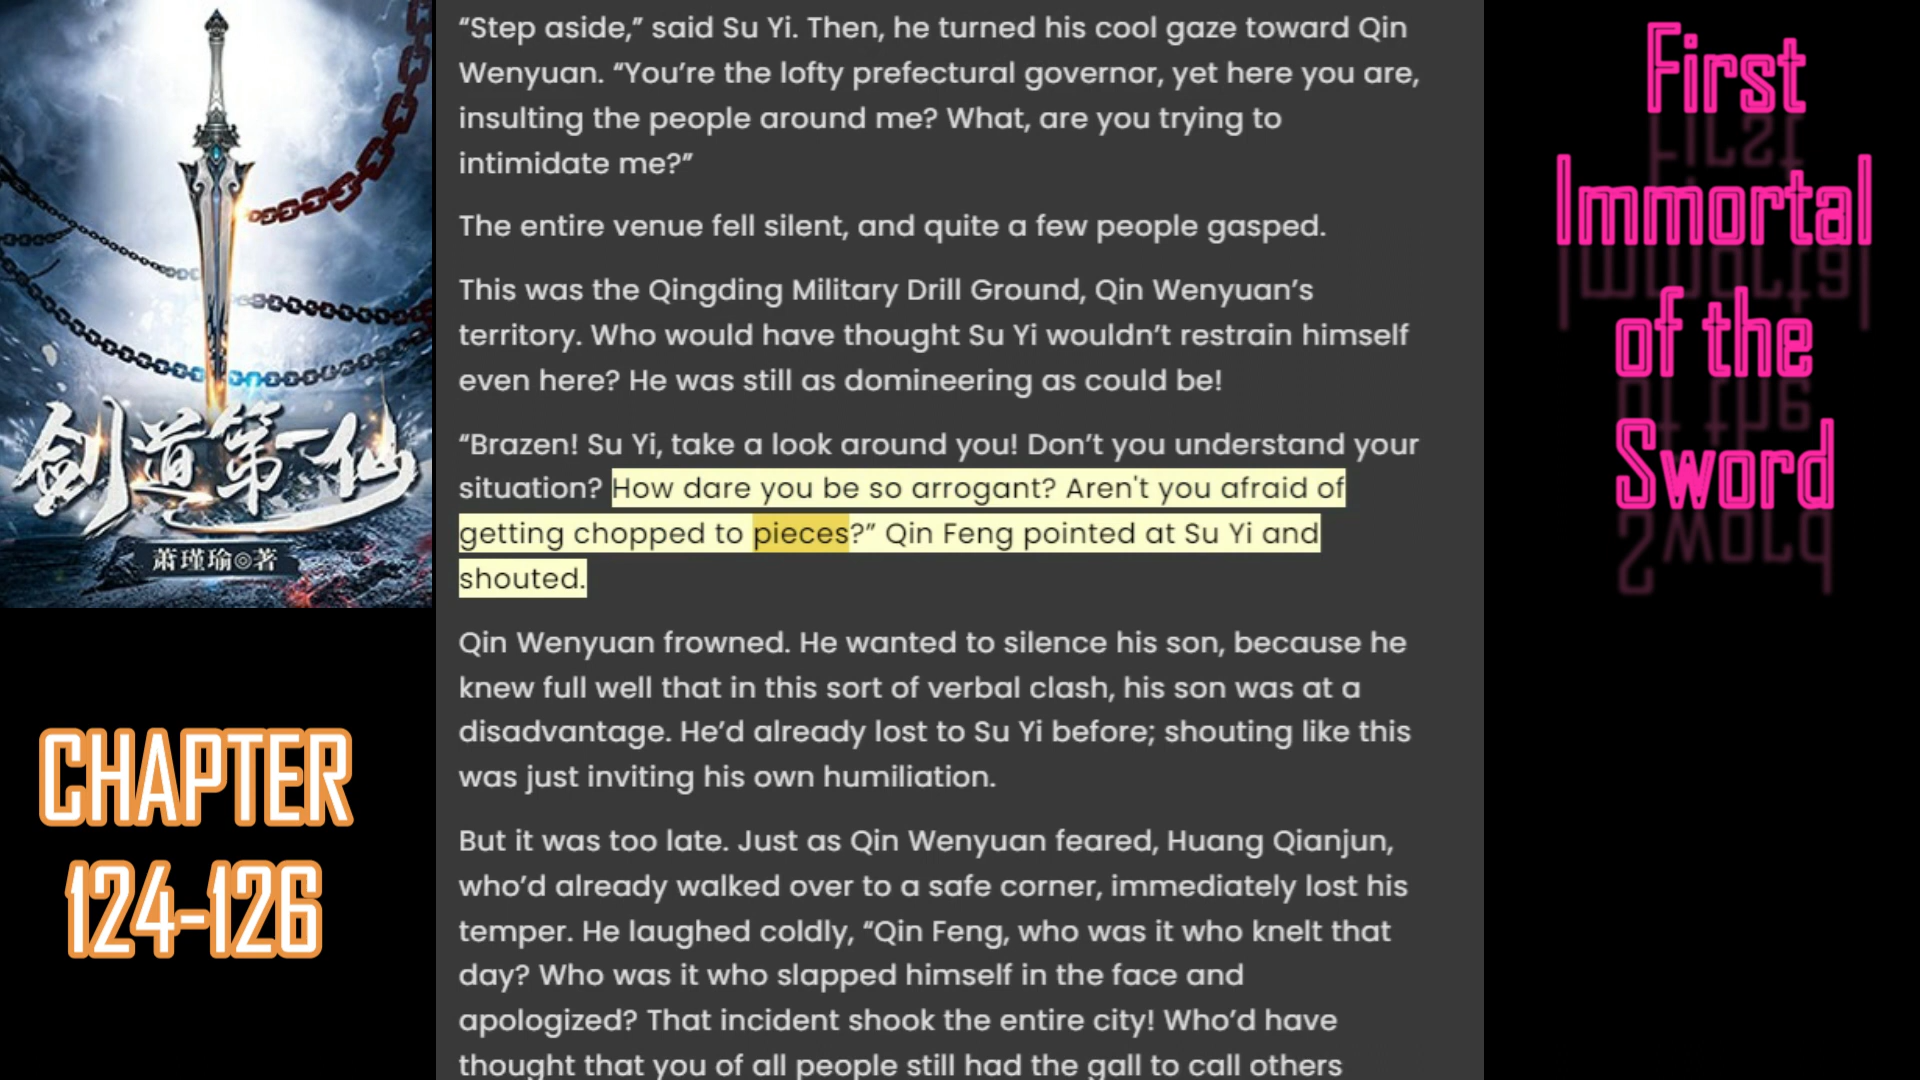 剑道第一仙
萧瑾瑜◎著
CHAPTER
124-126
“Step aside,” said Su Yi. Then, he turned his cool gaze toward Qin
Wenyuan. “You’re the lofty prefectural governor, yet here you are,
insulting the people around me? What, are you trying to
intimidate me?”
The entire venue fell silent, and quite a few people gasped.
This was the Qingding Military Drill Ground, Qin Wenyuan’s
territory. Who would have thought Su Yi wouldn’t restrain himself
even here? He was still as domineering as could be!
“Brazen! Su Yi, take a look around you! Don’t you understand your
situation? How dare you be so arrogant? Aren't you afraid of
getting chopped to pieces?” Qin Feng pointed at Su Yi and
shouted.
Qin Wenyuan frowned. He wanted to silence his son, because he
knew full well that in this sort of verbal clash, his son was at a
disadvantage. He’d already lost to Su Yi before; shouting like this
was just inviting his own humiliation.
But it was too late. Just as Qin Wenyuan feared, Huang Qianjun,
who’d already walked over to a safe corner, immediately lost his
temper. He laughed coldly, “Qin Feng, who was it who knelt that
day? Who was it who slapped himself in the face and
apologized? That incident shook the entire city! Who’d have
thought that you of all people still had the gall to call others
First
Immortal
of the
Sword